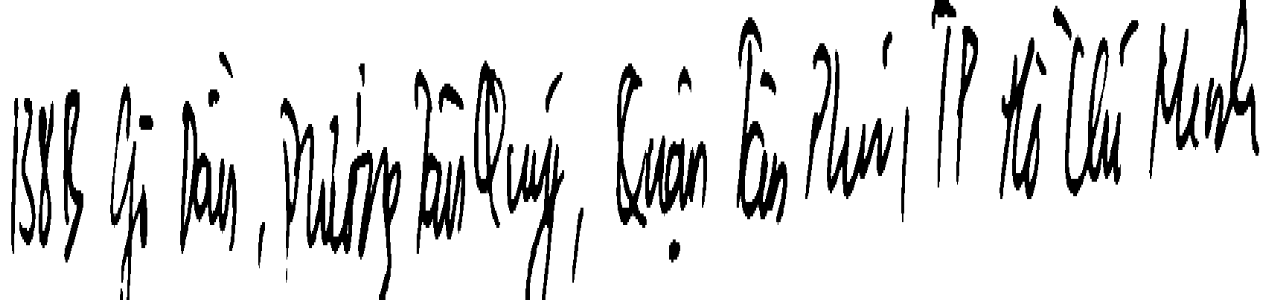 138B Gò Dầu, Phường Tân Quý, Quận Tân Phú, TP Hồ Chí Minh